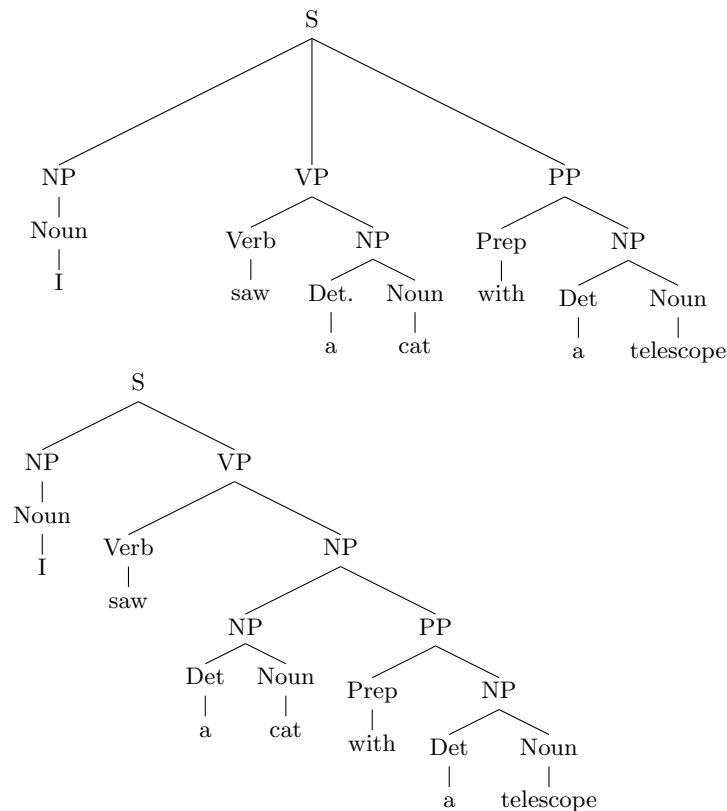 S
NP VP PP
Noun Verb NP Prep NP
I saw Det. Noun with Det Noun
a cat a telescope
S
NP VP
Noun Verb NP
I saw
NP PP
Det Noun Prep NP
a cat with Det Noun
a telescope